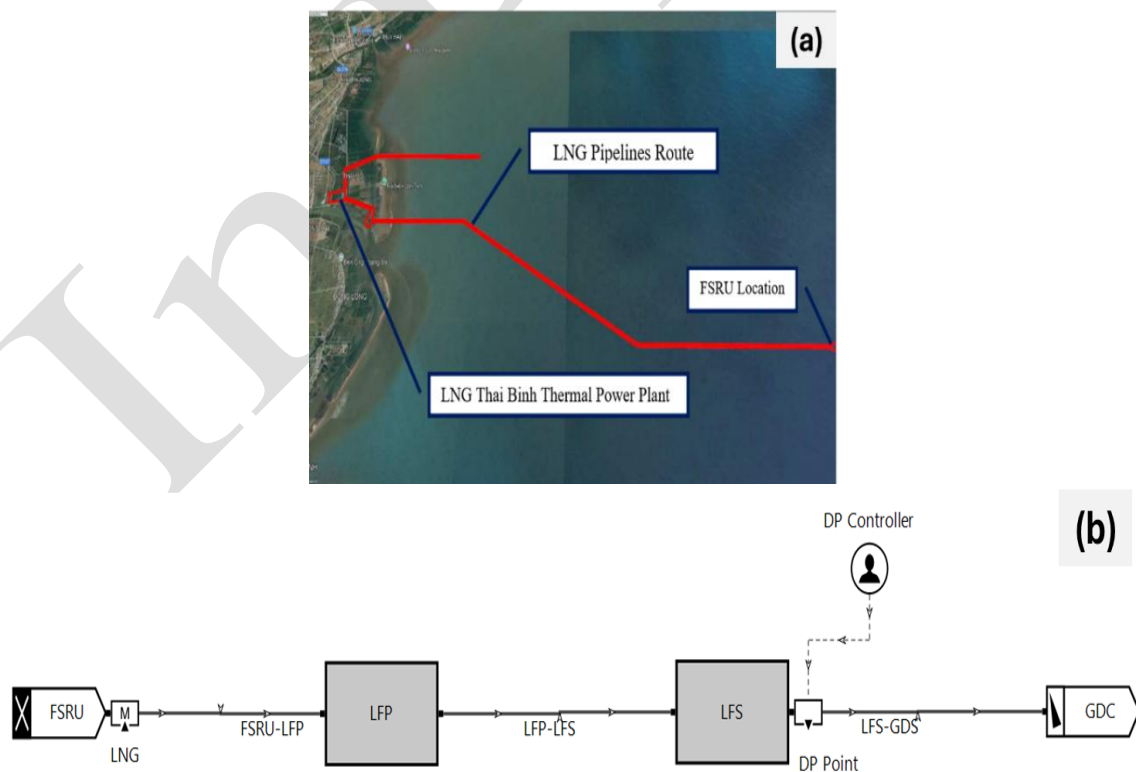 (a)
LNG Pipelines Route
FSRU Location
LNG Thai Binh Thermal Power Plant
(b)
DP Controller
FSRU
M
LNG
FSRU-LFP
LFP
LFP-LFS
LFS
DP Point
LFS-GDS
GDC